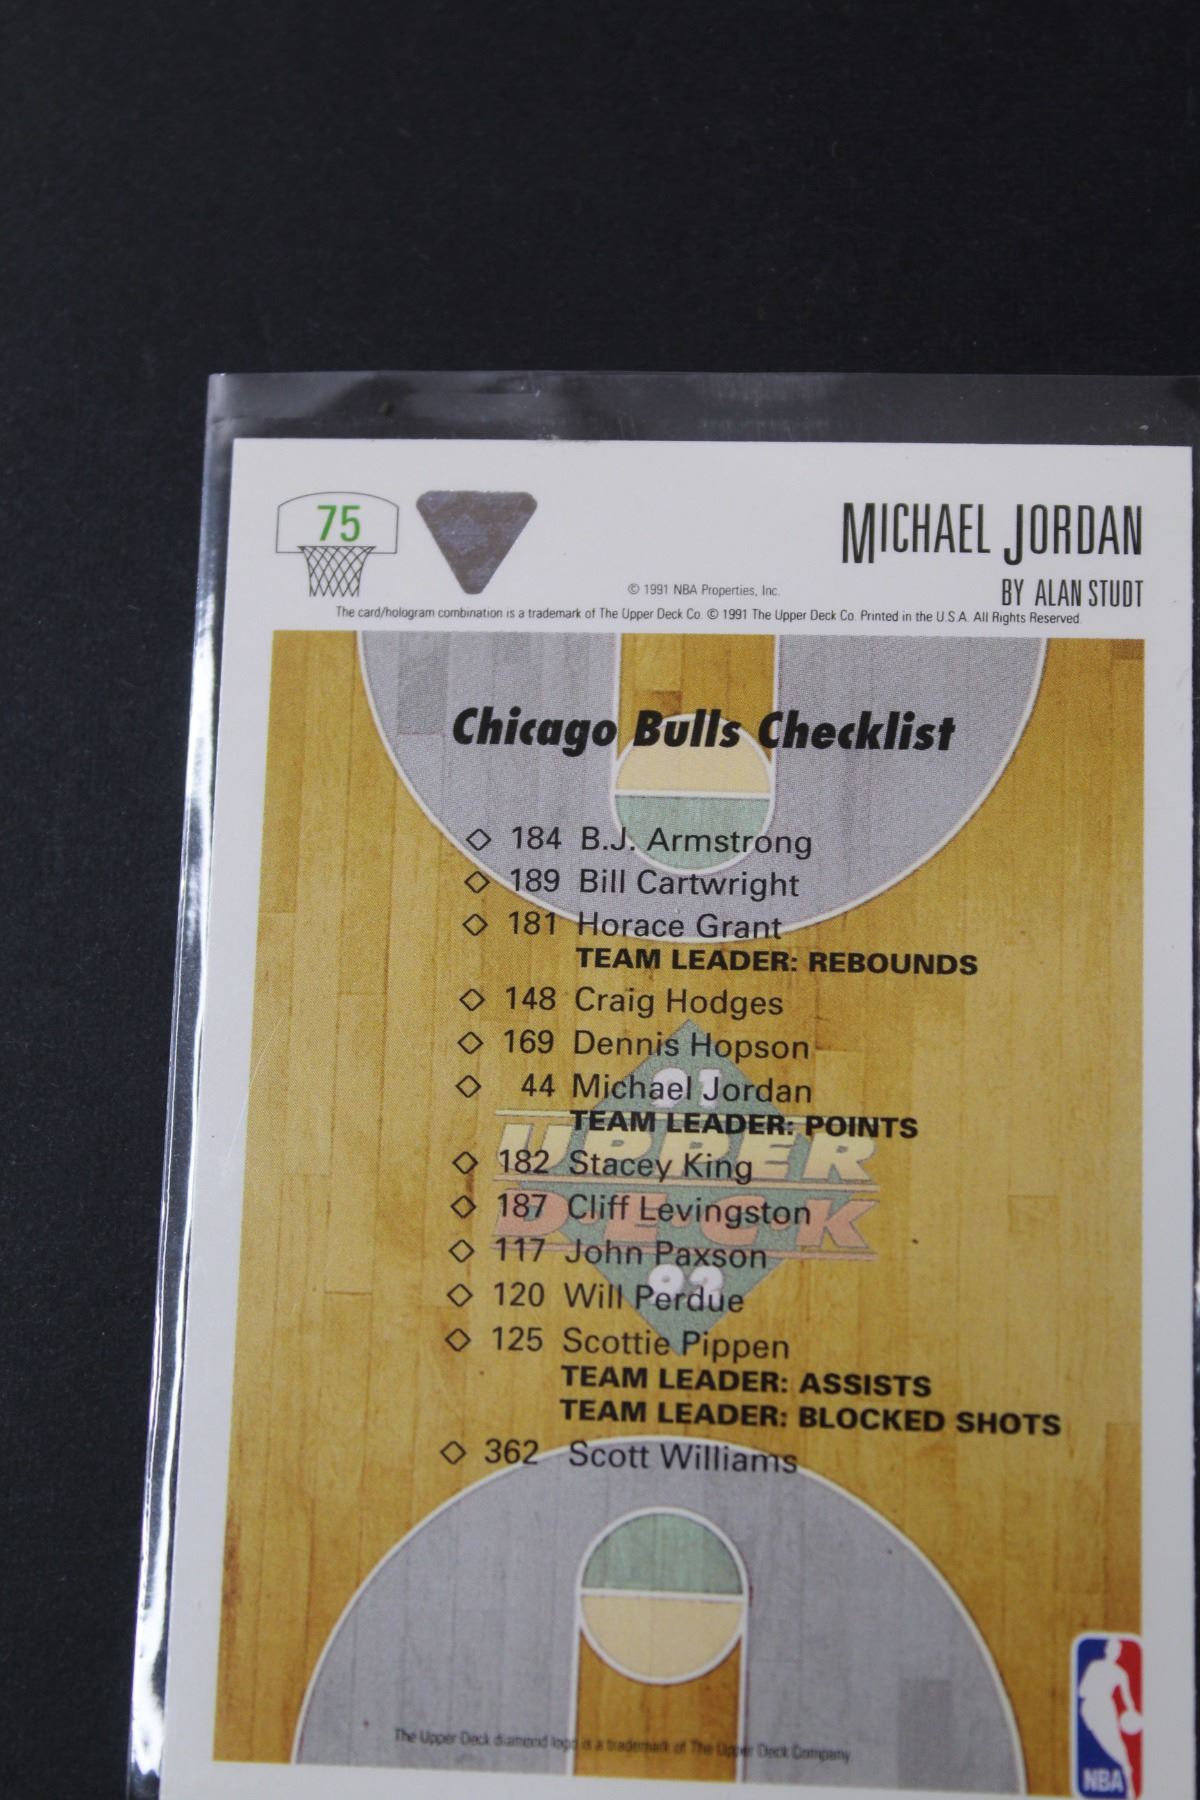 75
MICHAEL JORDAN
BY ALAN STUDT
© 1991 NBA Properties, Inc.
The card/hologram combination is a trademark of The Upper Deck Co. © 1991 The Upper Deck Co. Printed in the U.S.A. All Rights Reserved.
Chicago Bulls Checklist
◇ 184 B.J. Armstrong
◇ 189 Bill Cartwright
◇ 181 Horace Grant
TEAM LEADER: REBOUNDS
◇ 148 Craig Hodges
◇ 169 Dennis Hopson
◇ 44 Michael Jordan
TEAM LEADER: POINTS
◇ 182 Stacey King
◇ 187 Cliff Levingston
◇ 117 John Paxson
◇ 120 Will Perdue
◇ 125 Scottie Pippen
TEAM LEADER: ASSISTS
TEAM LEADER: BLOCKED SHOTS
◇ 362 Scott Williams
91
UPPER
DECK
92
The Upper Deck diamond logo is a trademark of The Upper Deck Company
NBA